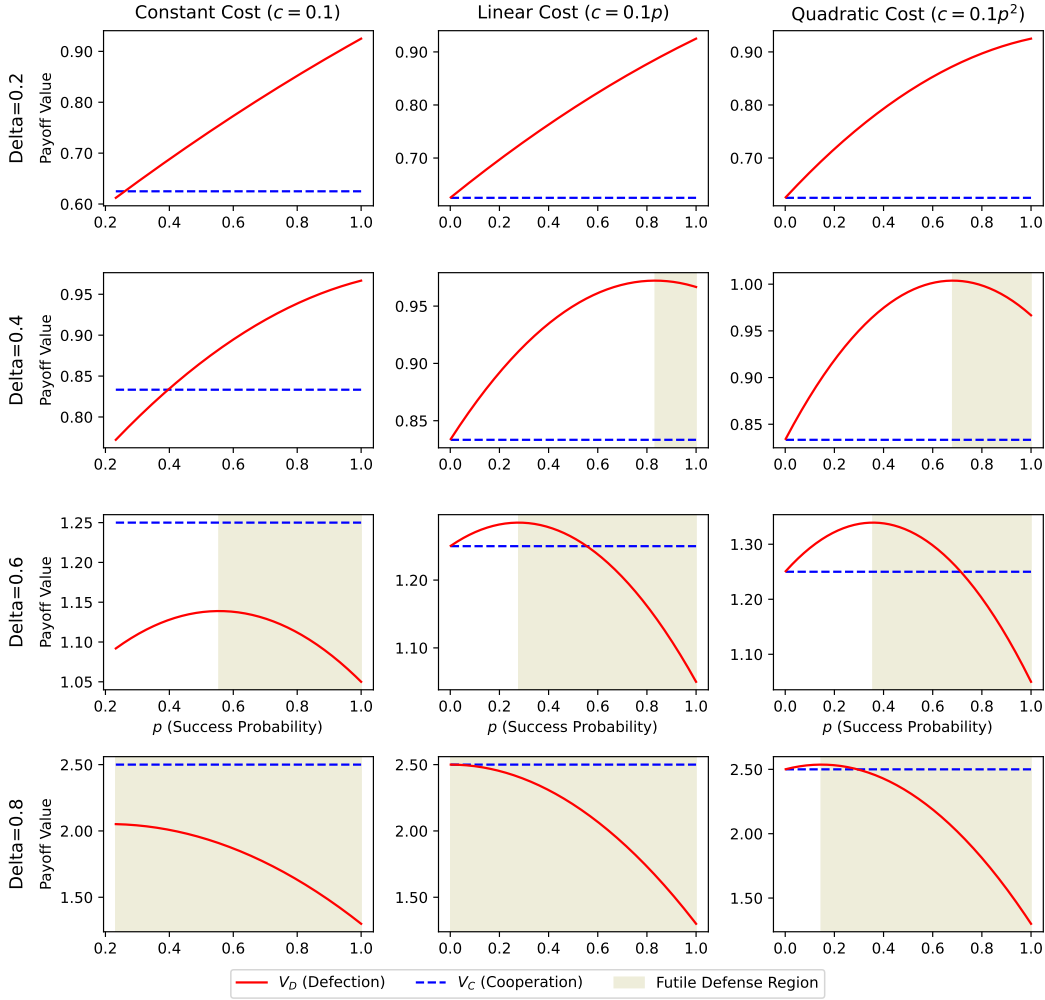 Constant Cost (c = 0.1)
Linear Cost (c = 0.1p)
Quadratic Cost (c = 0.1p²)
Delta=0.2
Payoff Value
0.90
0.80
0.70
0.60
0.2 0.4 0.6 0.8 1.0
0.90
0.80
0.70
0.0 0.2 0.4 0.6 0.8 1.0
0.90
0.80
0.70
0.0 0.2 0.4 0.6 0.8 1.0
Delta=0.4
Payoff Value
0.95
0.90
0.85
0.80
0.2 0.4 0.6 0.8 1.0
0.95
0.90
0.85
0.0 0.2 0.4 0.6 0.8 1.0
1.00
0.95
0.90
0.85
0.0 0.2 0.4 0.6 0.8 1.0
Delta=0.6
Payoff Value
1.25
1.20
1.15
1.10
1.05
0.2 0.4 0.6 0.8 1.0
p (Success Probability)
1.20
1.10
0.0 0.2 0.4 0.6 0.8 1.0
p (Success Probability)
1.30
1.20
1.10
0.0 0.2 0.4 0.6 0.8 1.0
p (Success Probability)
Delta=0.8
Payoff Value
2.50
2.00
1.50
0.2 0.4 0.6 0.8 1.0
2.50
2.00
1.50
0.0 0.2 0.4 0.6 0.8 1.0
2.50
2.00
1.50
0.0 0.2 0.4 0.6 0.8 1.0
V_D (Defection)
V_C (Cooperation)
Futile Defense Region